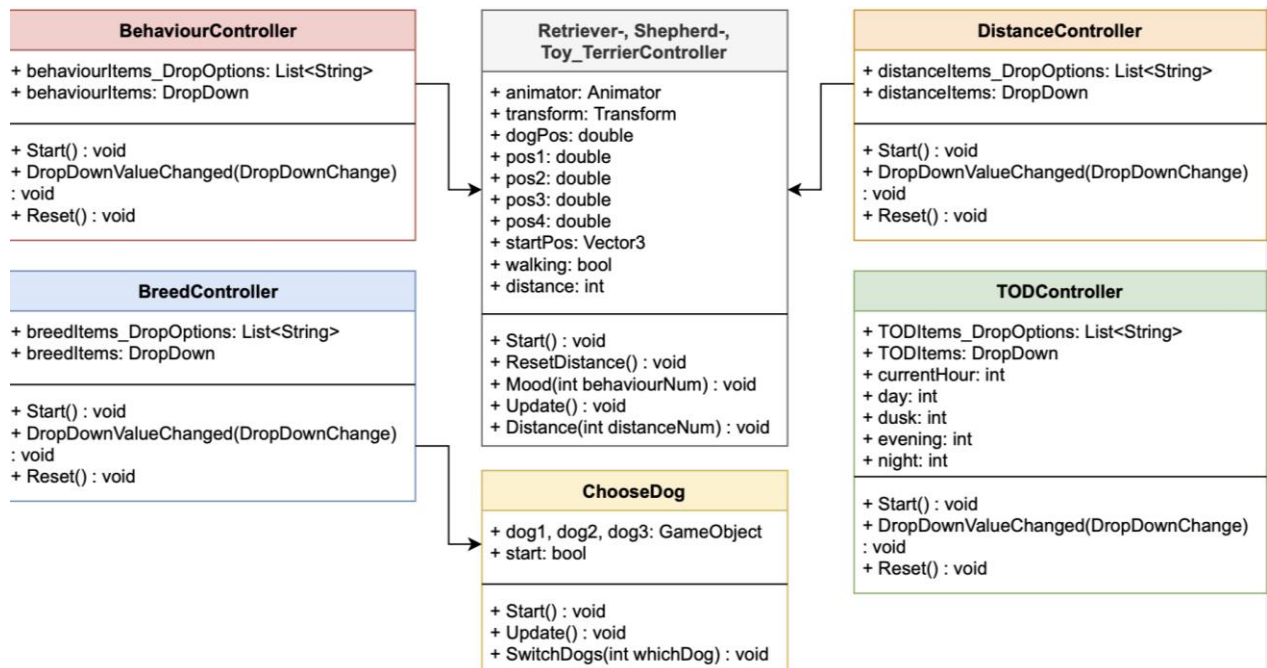 BehaviourController
+ behaviourItems_DropOptions: List<String>
+ behaviourItems: DropDown
+ Start() : void
+ DropDownValueChanged(DropDownChange)
: void
+ Reset() : void
Retriever-, Shepherd-,
Toy_TerrierController
+ animator: Animator
+ transform: Transform
+ dogPos: double
+ pos1: double
+ pos2: double
+ pos3: double
+ pos4: double
+ startPos: Vector3
+ walking: bool
+ distance: int
+ Start() : void
+ ResetDistance() : void
+ Mood(int behaviourNum) : void
+ Update() : void
+ Distance(int distanceNum) : void
DistanceController
+ distanceItems_DropOptions: List<String>
+ distanceItems: DropDown
+ Start() : void
+ DropDownValueChanged(DropDownChange)
: void
+ Reset() : void
BreedController
+ breedItems_DropOptions: List<String>
+ breedItems: DropDown
+ Start() : void
+ DropDownValueChanged(DropDownChange)
: void
+ Reset() : void
ChooseDog
+ dog1, dog2, dog3: GameObject
+ start: bool
+ Start() : void
+ Update() : void
+ SwitchDogs(int whichDog) : void
TODController
+ TODItems_DropOptions: List<String>
+ TODItems: DropDown
+ currentHour: int
+ day: int
+ dusk: int
+ evening: int
+ night: int
+ Start() : void
+ DropDownValueChanged(DropDownChange)
: void
+ Reset() : void